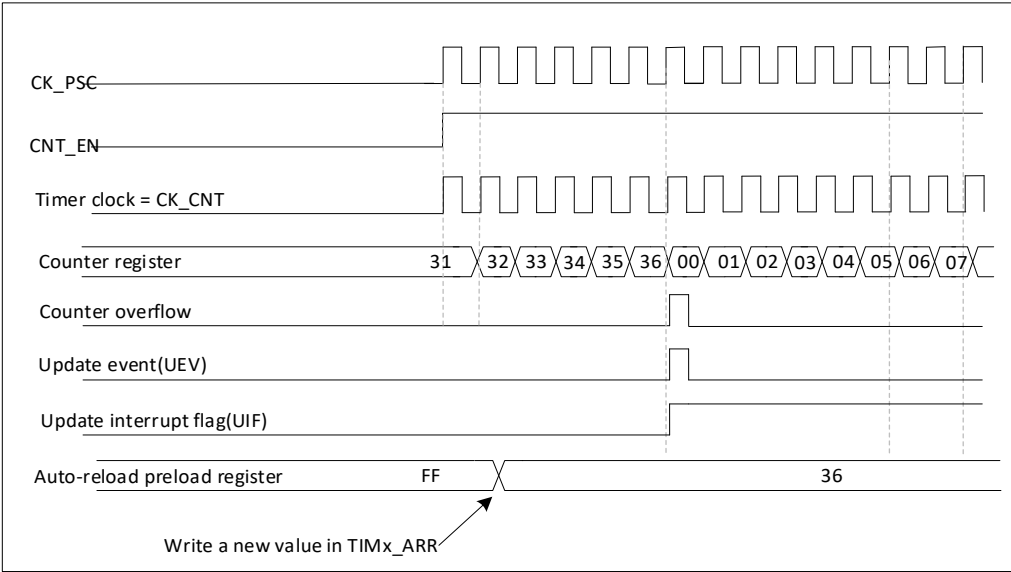 CK_PSC
CNT_EN
Timer clock = CK_CNT
Counter register 31 32 33 34 35 36 00 01 02 03 04 05 06 07
Counter overflow
Update event(UEV)
Update interrupt flag(UIF)
Auto-reload preload register FF 36
Write a new value in TIMx_ARR